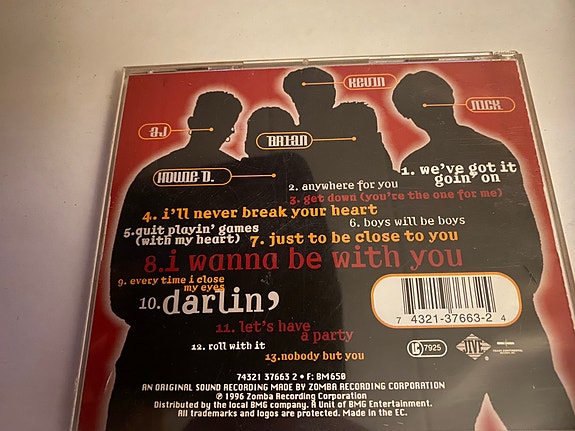 KEVIN
NICK
AJ
BRIAN
HOWIE D.
1. we've got it
goin' on
2. anywhere for you
3. get down (you're the one for me)
4. i'll never break your heart
6. boys will be boys
5.quit playin' games
(with my heart)
7. just to be close to you
8.i wanna be with you
9. every time i close
my eyes
10.darlin'
11. let's have
a party
12. roll with it
13.nobody but you
7 4321-37663-2 4
LC 7925
JIVE
74321 37663 2 • F: BM650
AN ORIGINAL SOUND RECORDING MADE BY ZOMBA RECORDING CORPORATION
℗ 1996 Zomba Recording Corporation
Distributed by the local BMG company. A Unit of BMG Entertainment.
All trademarks and logos are protected. Made in the EC.